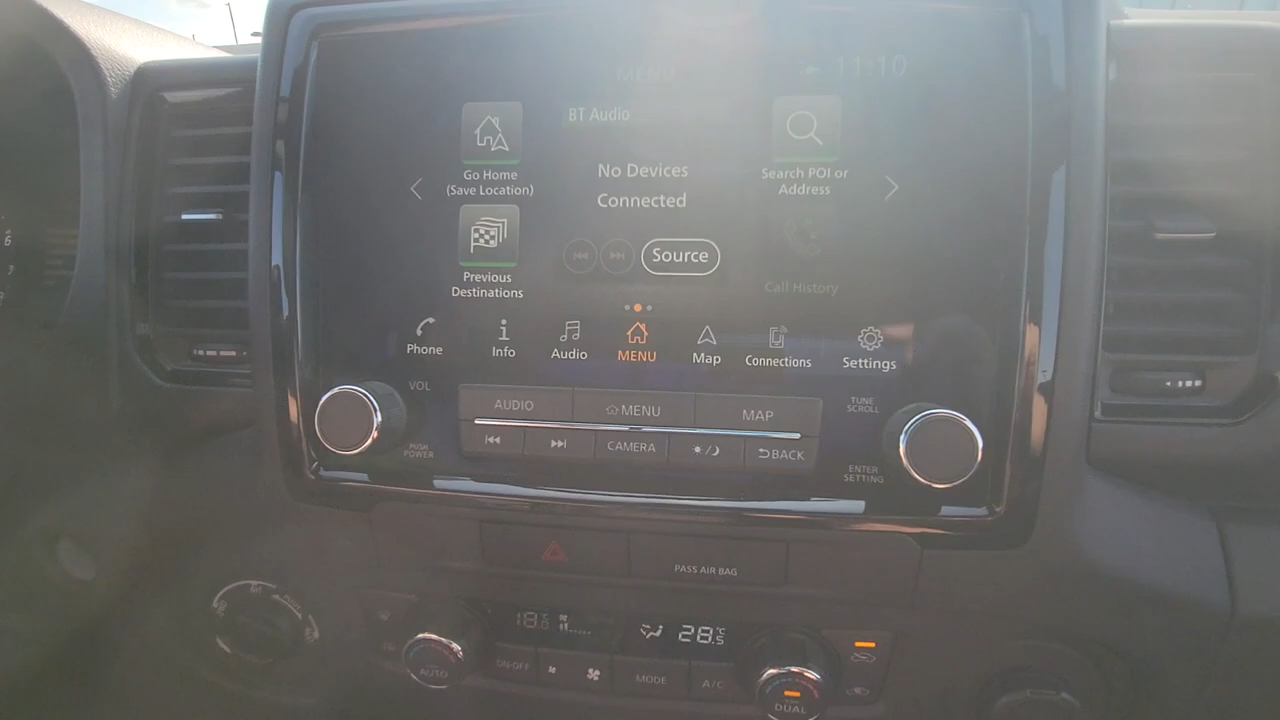 MENU
11:10
BT Audio
Go Home
(Save Location)
No Devices
Connected
Search POI or
Address
Previous
Destinations
Source
Call History
Phone
Info
Audio
MENU
Map
Connections
Settings
VOL
PUSH
POWER
AUDIO
MENU
MAP
CAMERA
BACK
TUNE
SCROLL
ENTER
SETTING
PASS AIR BAG
18.0°C
28.5°C
AUTO
ON·OFF
MODE
A/C
DUAL
6